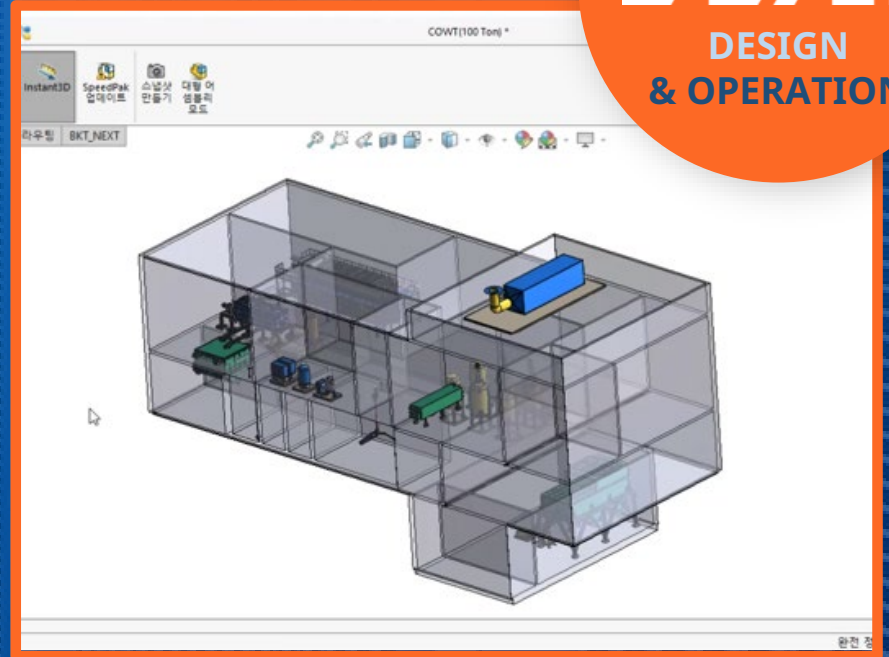 COWT(100 Ton) *
DESIGN
& OPERATION
Instant3D
SpeedPak
업데이트
스냅샷
만들기
대형 어
셈블리
모드
라우팅
BKT_NEXT
완전 정